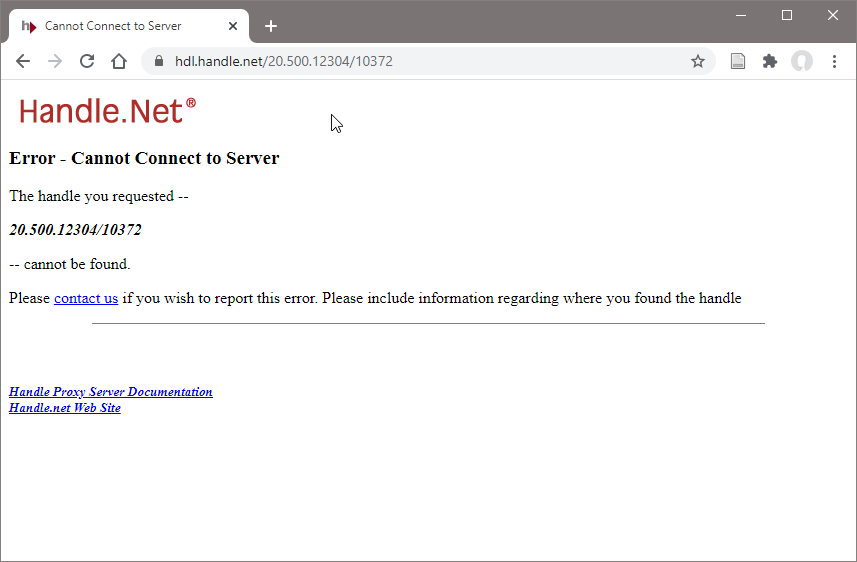 Cannot Connect to Server
hdl.handle.net/20.500.12304/10372
Handle.Net®
Error - Cannot Connect to Server
The handle you requested --
20.500.12304/10372
-- cannot be found.
Please contact us if you wish to report this error. Please include information regarding where you found the handle
Handle Proxy Server Documentation
Handle.net Web Site